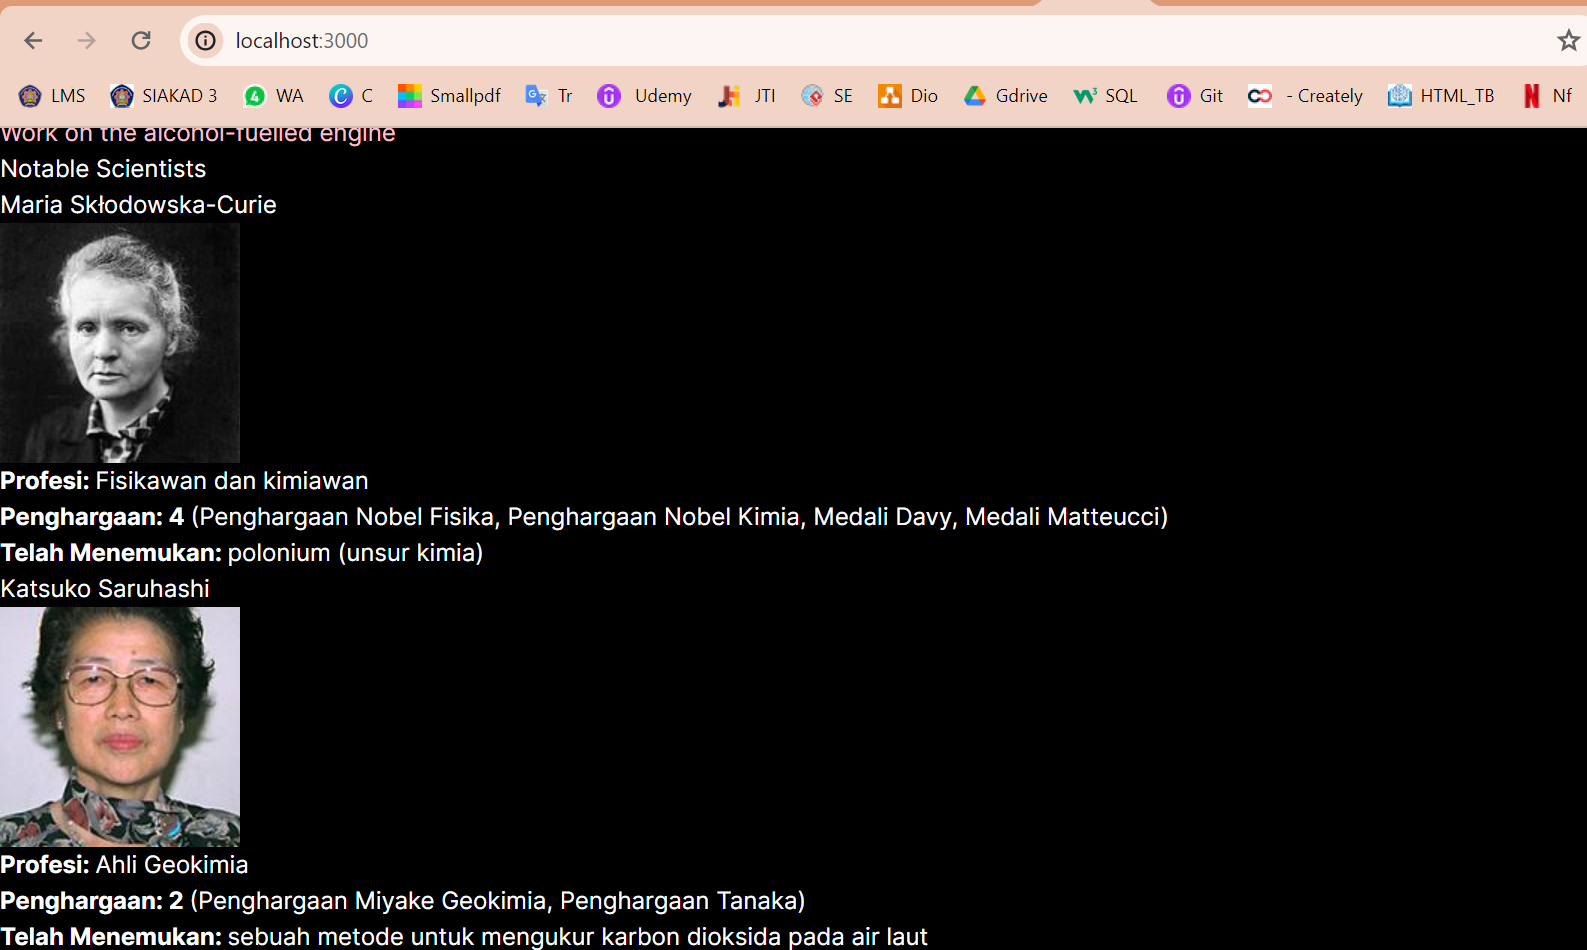 localhost:3000
LMS SIAKAD 3 WA C Smallpdf Tr Udemy JTI SE Dio Gdrive SQL Git - Creately HTML_TB Nf
Work on the alcohol-fuelled engine
Notable Scientists
Maria Skłodowska-Curie
Profesi: Fisikawan dan kimiawan
Penghargaan: 4 (Penghargaan Nobel Fisika, Penghargaan Nobel Kimia, Medali Davy, Medali Matteucci)
Telah Menemukan: polonium (unsur kimia)
Katsuko Saruhashi
Profesi: Ahli Geokimia
Penghargaan: 2 (Penghargaan Miyake Geokimia, Penghargaan Tanaka)
Telah Menemukan: sebuah metode untuk mengukur karbon dioksida pada air laut